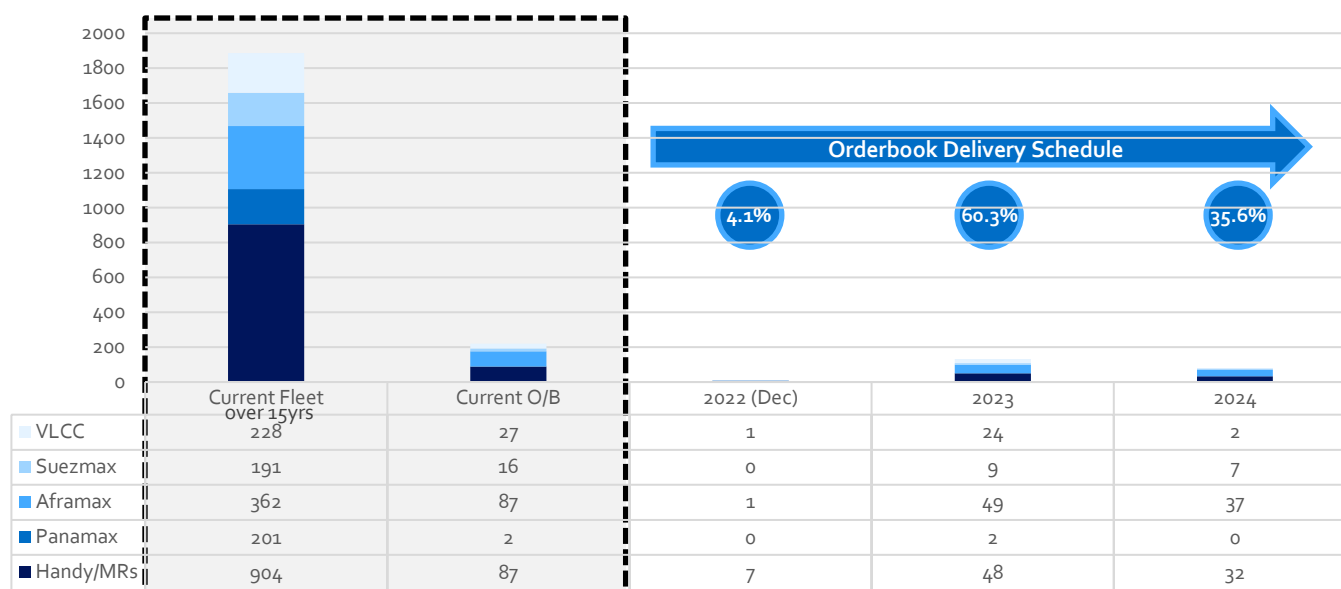 2000
1800
1600
1400
1200
1000
800
600
400
200
0
Orderbook Delivery Schedule
4.1% 60.3% 35.6%
Current Fleet over 15yrs Current O/B 2022 (Dec) 2023 2024
VLCC 228 27 1 24 2
Suezmax 191 16 0 9 7
Aframax 362 87 1 49 37
Panamax 201 2 0 2 0
Handy/MRs 904 87 7 48 32